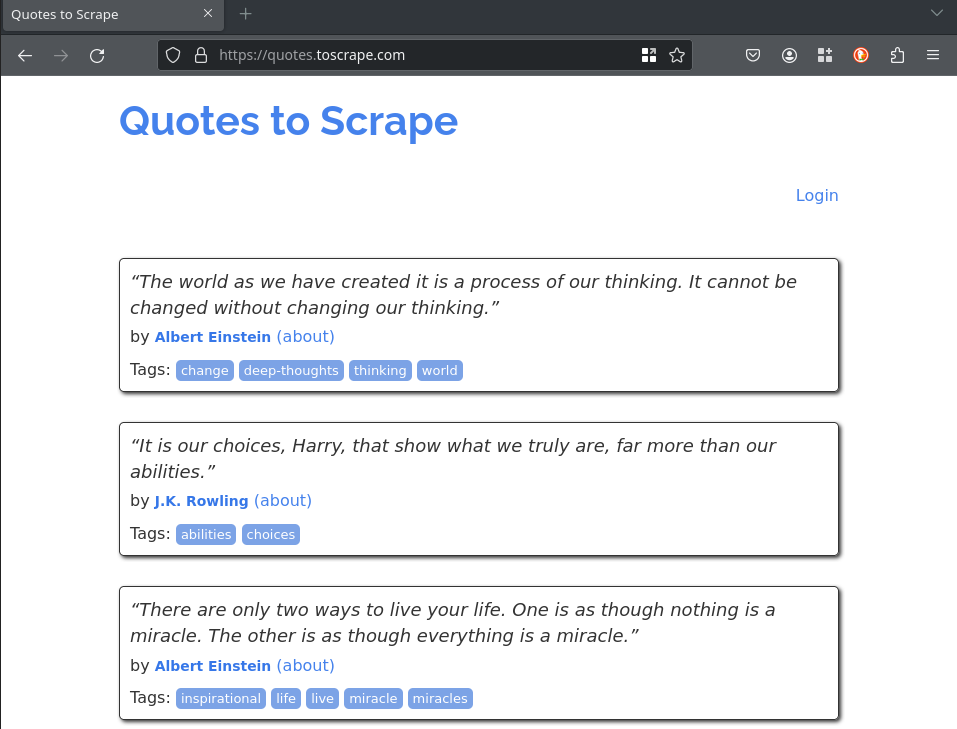 Quotes to Scrape
https://quotes.toscrape.com
Quotes to Scrape
Login
“The world as we have created it is a process of our thinking. It cannot be
changed without changing our thinking.”
by Albert Einstein (about)
Tags: change deep-thoughts thinking world
“It is our choices, Harry, that show what we truly are, far more than our
abilities.”
by J.K. Rowling (about)
Tags: abilities choices
“There are only two ways to live your life. One is as though nothing is a
miracle. The other is as though everything is a miracle.”
by Albert Einstein (about)
Tags: inspirational life live miracle miracles